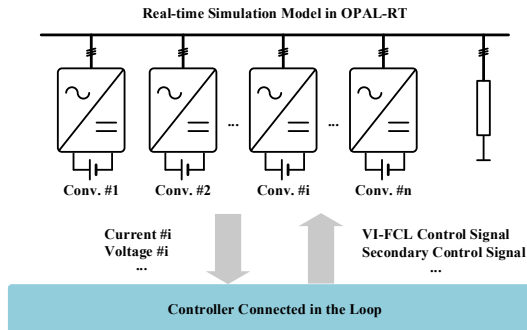 Real-time Simulation Model in OPAL-RT
... ...
Conv. #1 Conv. #2 Conv. #i Conv. #n
Current #i
Voltage #i
...
VI-FCL Control Signal
Secondary Control Signal
...
Controller Connected in the Loop